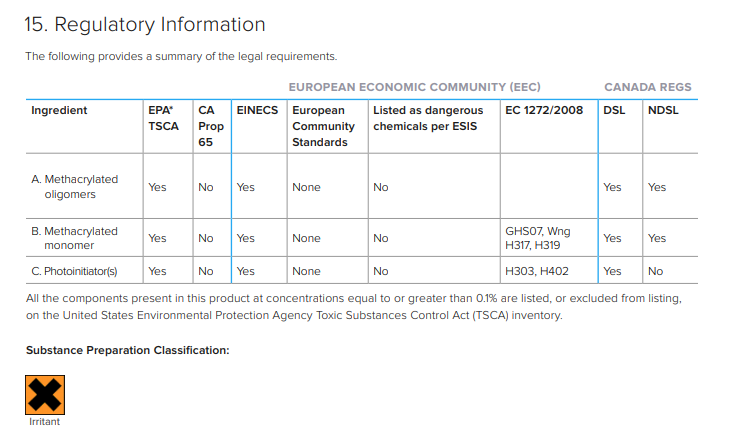 15. Regulatory Information
The following provides a summary of the legal requirements.
EUROPEAN ECONOMIC COMMUNITY (EEC) CANADA REGS
Ingredient EPA* TSCA CA Prop 65 EINECS European Community Standards Listed as dangerous chemicals per ESIS EC 1272/2008 DSL NDSL
A. Methacrylated oligomers Yes No Yes None No Yes Yes
B. Methacrylated monomer Yes No Yes None No GHS07, Wng H317, H319 Yes Yes
C. Photoinitiator(s) Yes No Yes None No H303, H402 Yes No
All the components present in this product at concentrations equal to or greater than 0.1% are listed, or excluded from listing,
on the United States Environmental Protection Agency Toxic Substances Control Act (TSCA) inventory.
Substance Preparation Classification:
Irritant